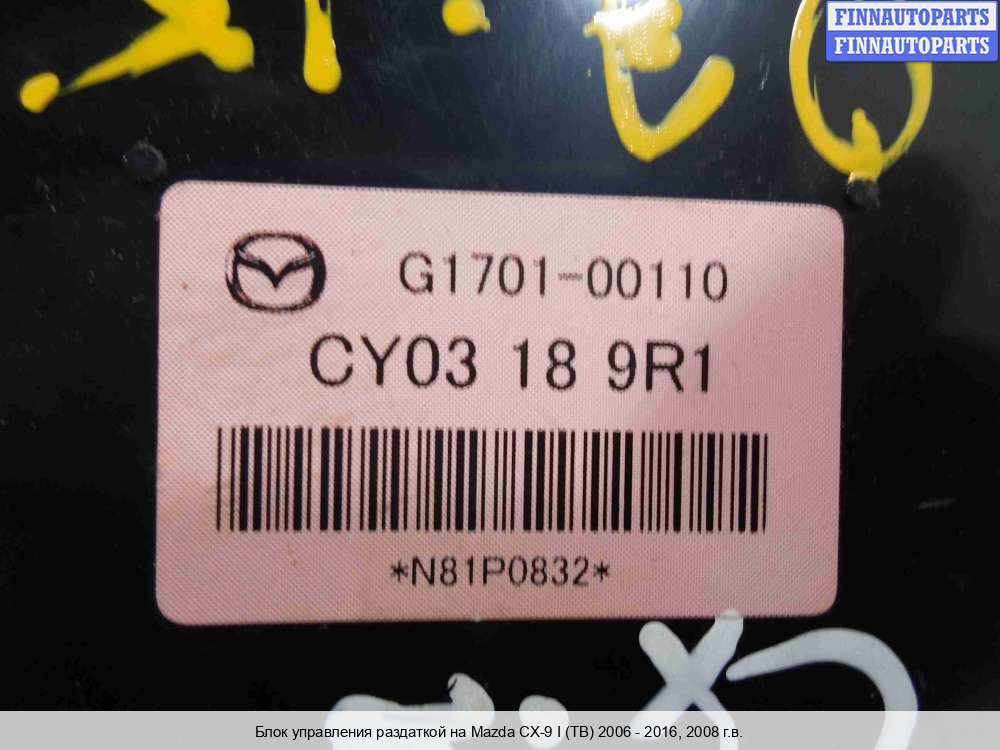 FINNAUTOPARTS
FINNAUTOPARTS
G1701-00110
CY03 18 9R1
*N81P0832*
Блок управления раздаткой на Mazda CX-9 I (TB) 2006 - 2016, 2008 г.в.